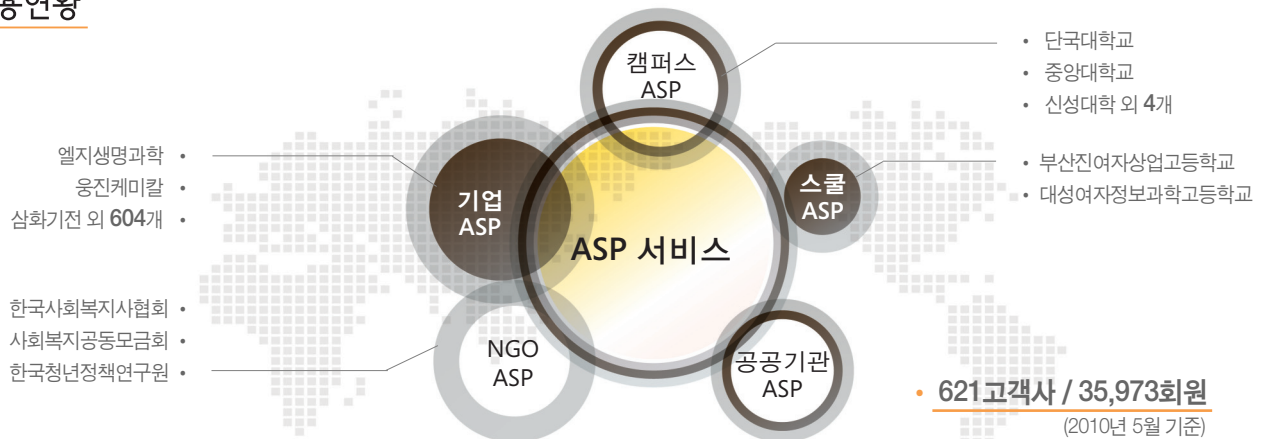 용현황
캠퍼스
ASP
• 단국대학교
• 중앙대학교
• 신성대학 외 4개
엘지생명과학 •
웅진케미칼 •
삼화기전 외 604개 •
기업
ASP
스쿨
ASP
• 부산진여자상업고등학교
• 대성여자정보과학고등학교
ASP 서비스
한국사회복지사협회 •
사회복지공동모금회 •
한국청년정책연구원 •
NGO
ASP
공공기관
ASP
• 621고객사 / 35,973회원
(2010년 5월 기준)